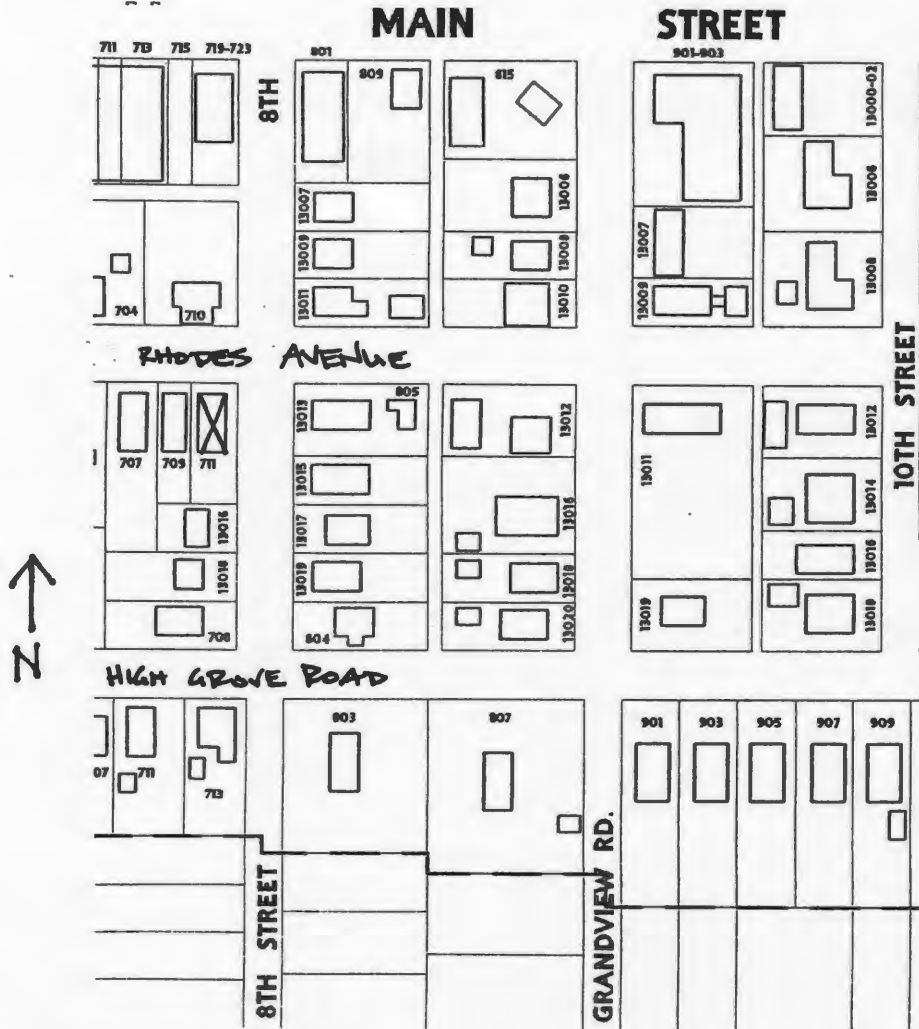 MAIN STREET
711 713 715 719-723 801 901-903
809 815
8TH
13000-02
13007 13006 13006
13009 13008 13007 13008
13011 13010 13009
704 710
RHODES AVENUE
10TH STREET
805
13013 13012 13012
707 709 711
13015 13011
13016 13017 13016 13014
13018 13019 13018 13016
13020 13019 13018
708 804
N
HIGH GROVE ROAD
803 807 901 903 905 907 909
07 711
713
8TH STREET
GRANDVIEW RD.